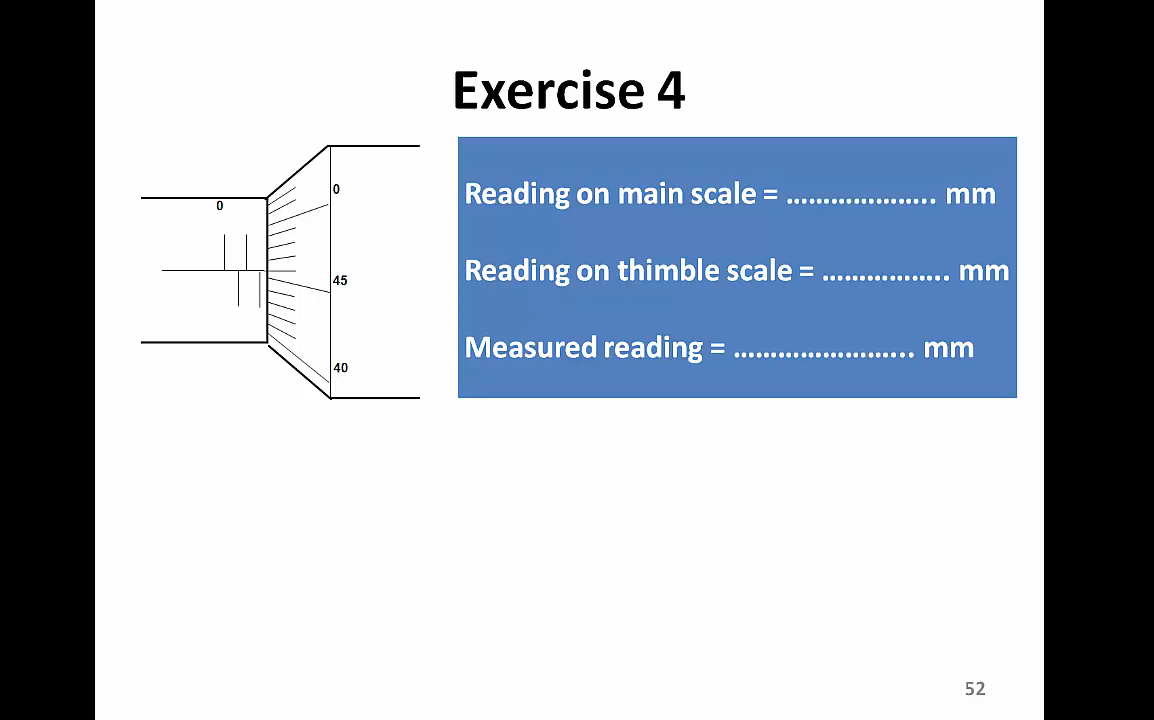 Exercise 4
0
0
45
40
Reading on main scale = ……………….. mm
Reading on thimble scale = …………….. mm
Measured reading = …………………... mm
52